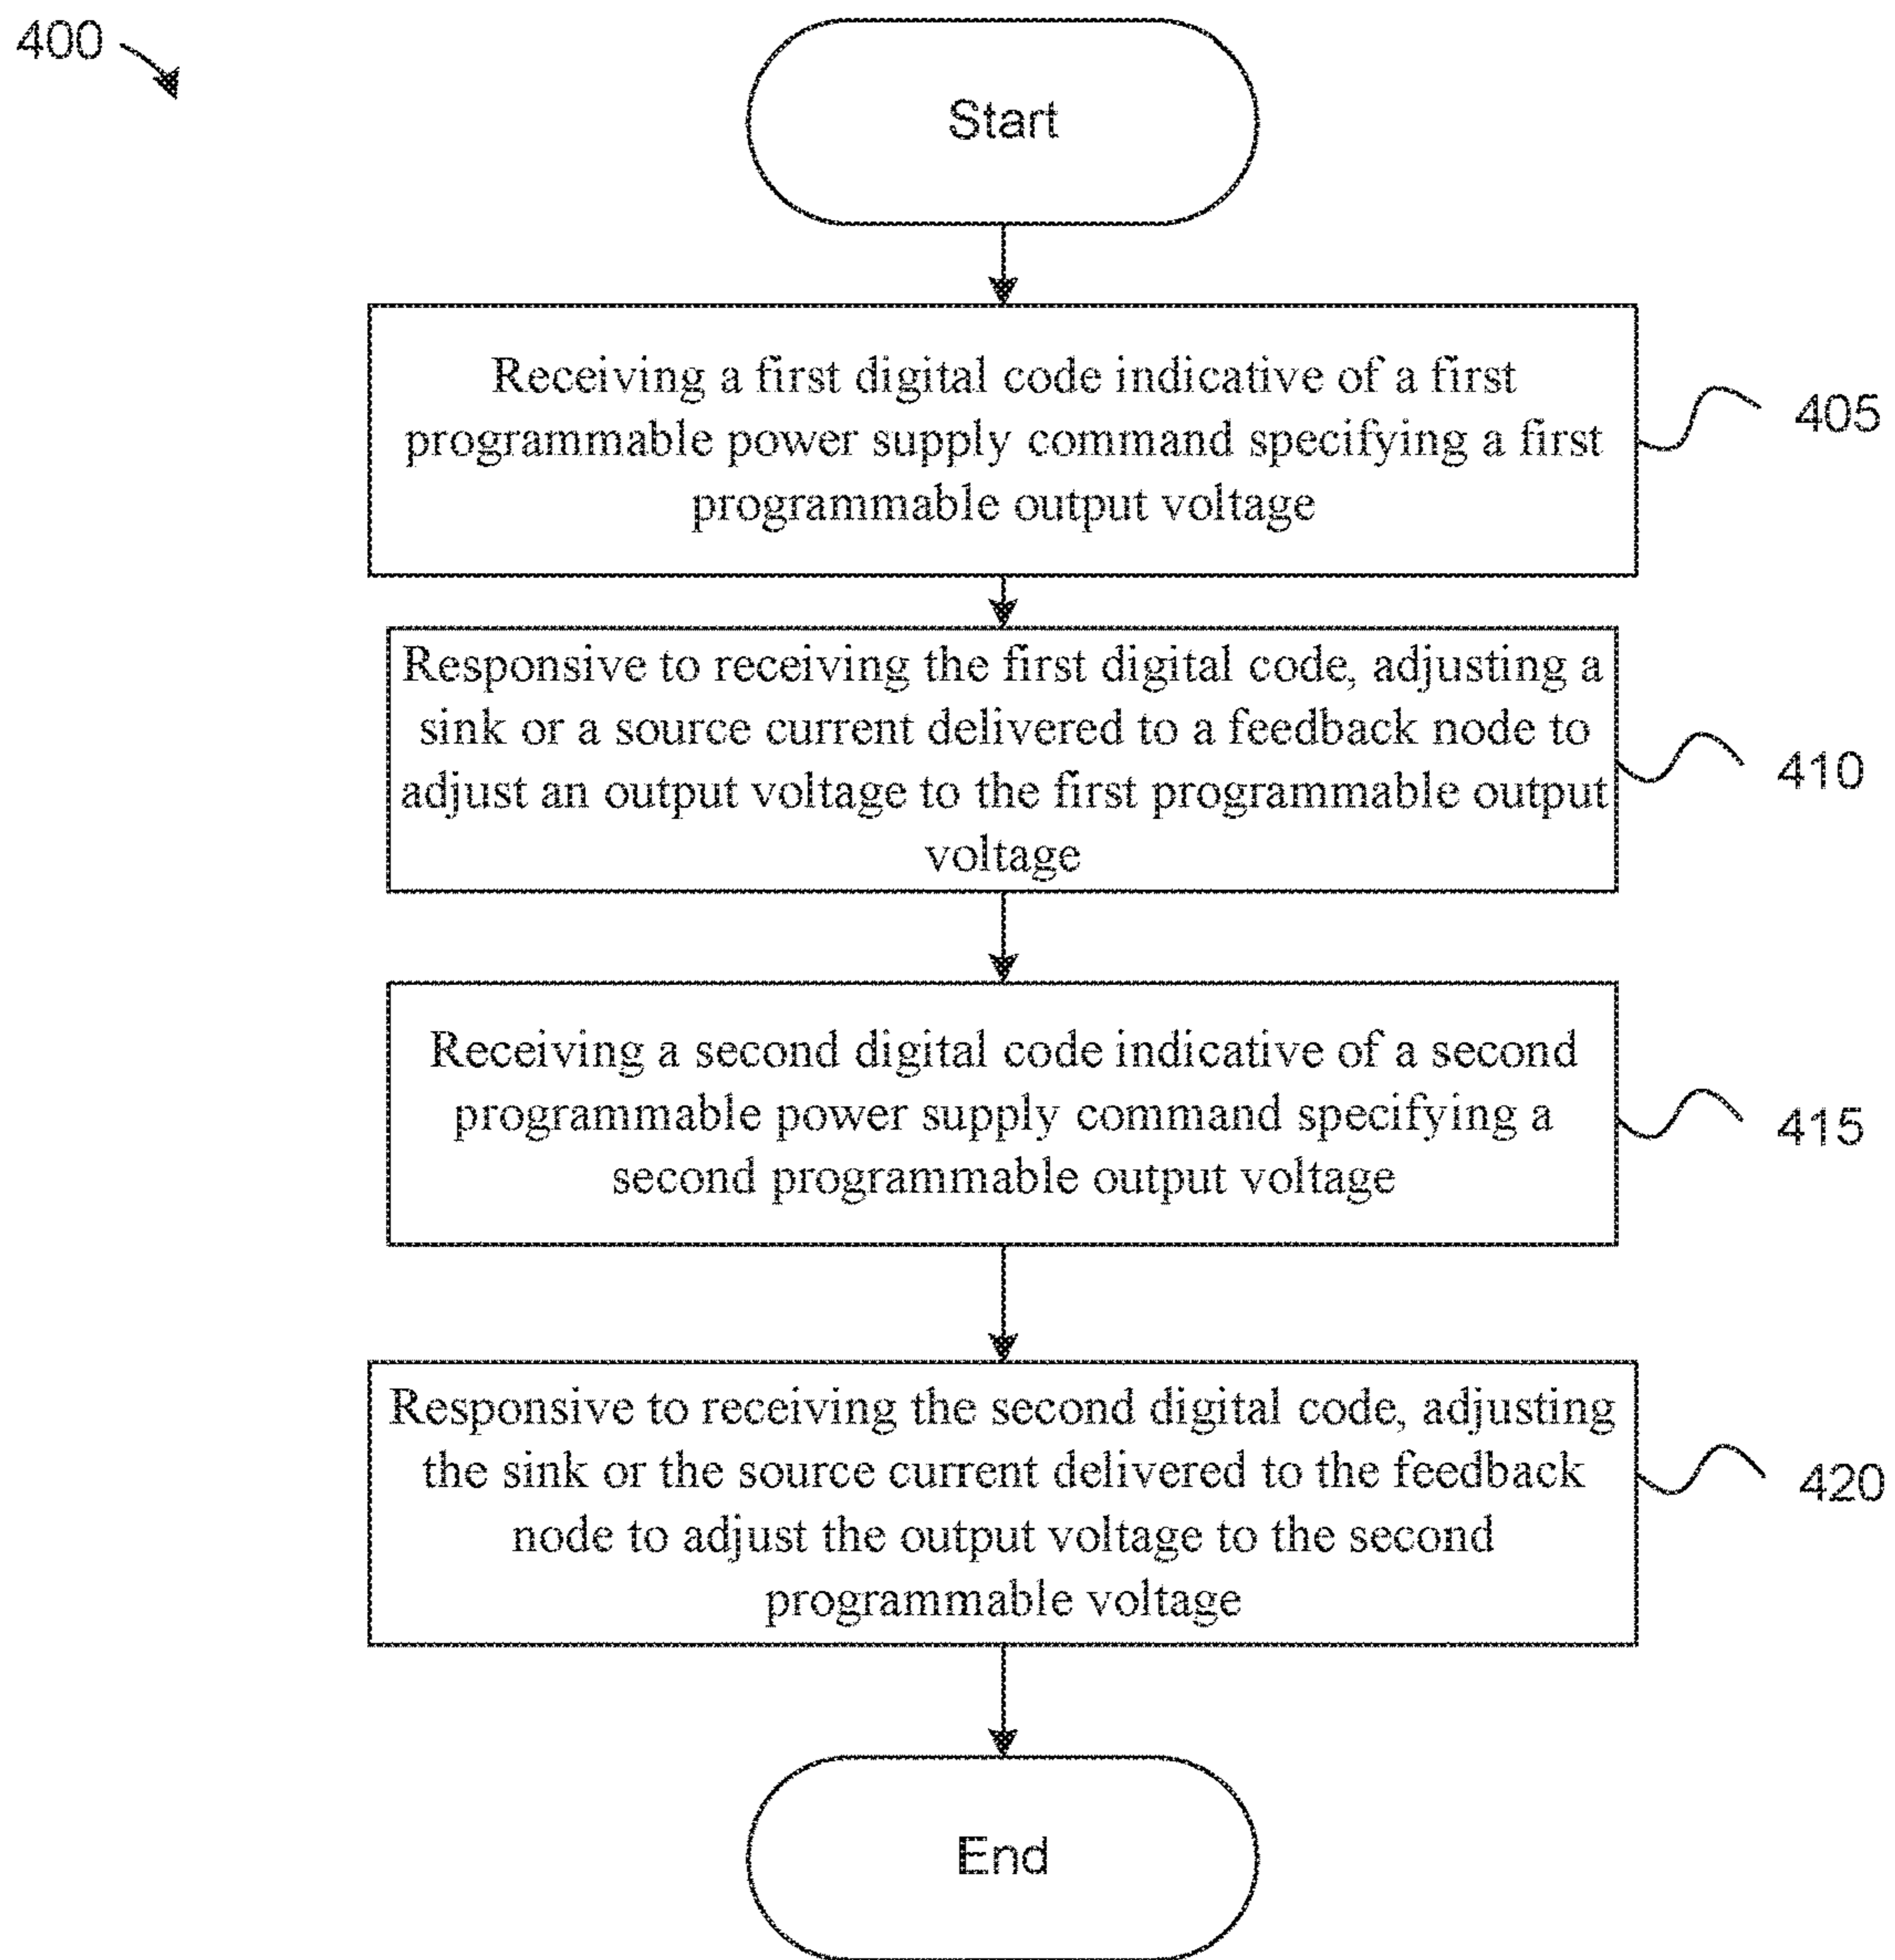 400
Start
Receiving a first digital code indicative of a first
programmable power supply command specifying a first
programmable output voltage
405
Responsive to receiving the first digital code, adjusting a
sink or a source current delivered to a feedback node to
adjust an output voltage to the first programmable output
voltage
410
Receiving a second digital code indicative of a second
programmable power supply command specifying a
second programmable output voltage
415
Responsive to receiving the second digital code, adjusting
the sink or the source current delivered to the feedback
node to adjust the output voltage to the second
programmable voltage
420
End